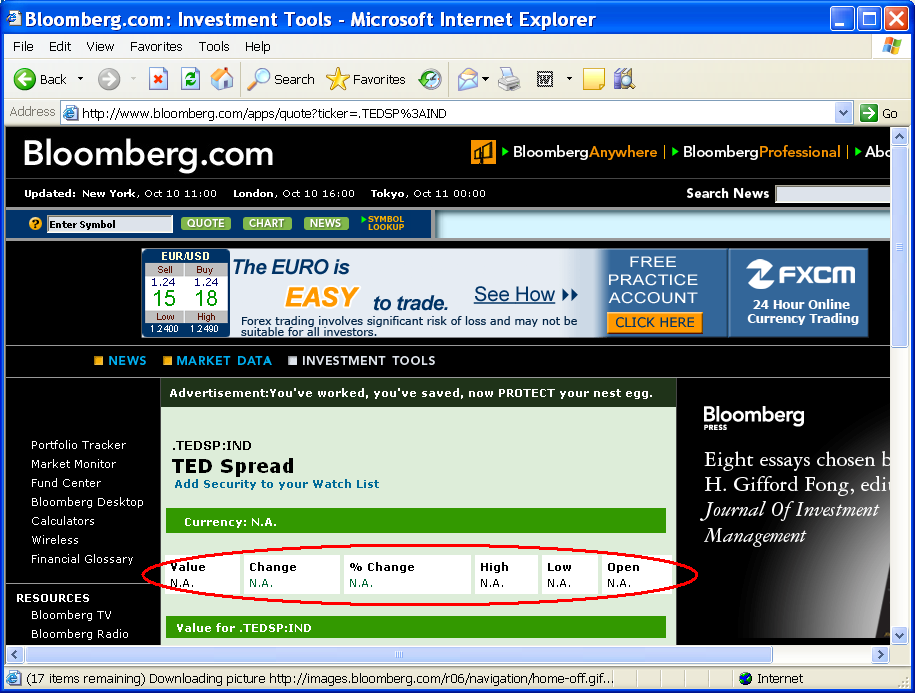 Bloomberg.com: Investment Tools - Microsoft Internet Explorer
File Edit View Favorites Tools Help
Back Search Favorites
Address http://www.bloomberg.com/apps/quote?ticker=.TEDSP%3AIND Go
Bloomberg.com
BloombergAnywhere | BloombergProfessional | Abo
Updated: New York, Oct 10 11:00 London, Oct 10 16:00 Tokyo, Oct 11 00:00 Search News
? Enter Symbol QUOTE CHART NEWS SYMBOL LOOKUP
EUR/USD
Sell Buy
1.24 1.24
15 18
Low High
1.2400 1.2490
The EURO is
EASY to trade.
See How
Forex trading involves significant risk of loss and may not be
suitable for all investors.
FREE
PRACTICE
ACCOUNT
CLICK HERE
FXCM
24 Hour Online
Currency Trading
NEWS MARKET DATA INVESTMENT TOOLS
Advertisement:You've worked, you've saved, now PROTECT your nest egg.
Portfolio Tracker
Market Monitor
Fund Center
Bloomberg Desktop
Calculators
Wireless
Financial Glossary
RESOURCES
Bloomberg TV
Bloomberg Radio
.TEDSP:IND
TED Spread
Add Security to your Watch List
Currency: N.A.
Value Change % Change High Low Open
N.A. N.A. N.A. N.A. N.A. N.A.
Value for .TEDSP:IND
Bloomberg
PRESS
Eight essays chosen b
H. Gifford Fong, edi
Journal Of Investment
Management
(17 items remaining) Downloading picture http://images.bloomberg.com/r06/navigation/home-off.gif... Internet